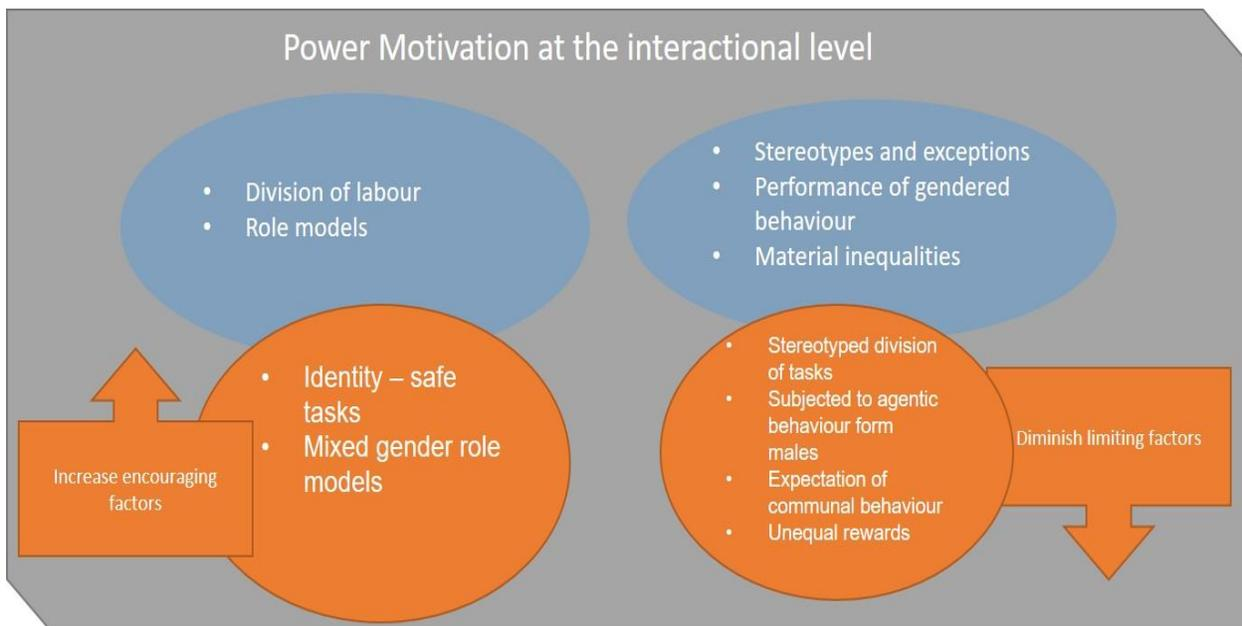 Power Motivation at the interactional level
• Division of labour
• Role models
• Stereotypes and exceptions
• Performance of gendered
behaviour
• Material inequalities
• Identity – safe
tasks
• Mixed gender role
models
Increase encouraging
factors
• Stereotyped division
of tasks
• Subjected to agentic
behaviour form
males
• Expectation of
communal behaviour
• Unequal rewards
Diminish limiting factors